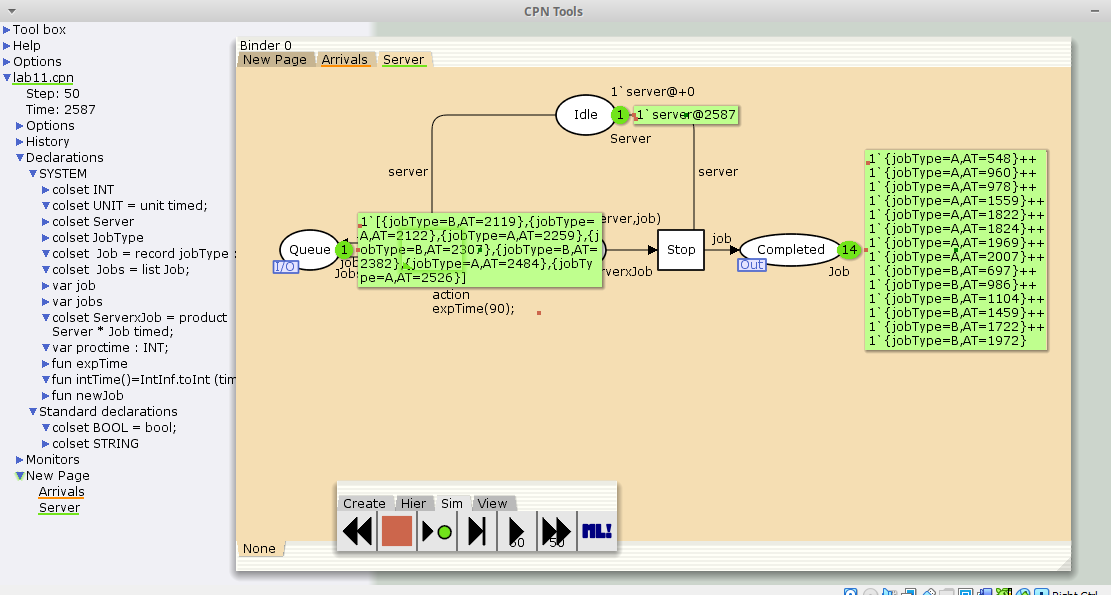 CPN Tools
Tool box
Help
Options
lab11.cpn
Step: 50
Time: 2587
Options
History
Declarations
SYSTEM
colset INT
colset UNIT = unit timed;
colset Server
colset JobType
colset Job = record jobType :
colset Jobs = list Job;
var job
var jobs
colset ServerxJob = product
Server * Job timed;
var proctime : INT;
fun expTime
fun intTime()=IntInf.toInt (tim
fun newJob
Standard declarations
colset BOOL = bool;
colset STRING
Monitors
New Page
Arrivals
Server
Binder 0
New Page Arrivals Server
1`server@+0
Idle
1
1`server@2587
Server
server
server
1`[{jobType=B,AT=2119},{jobType=
A,AT=2122},{jobType=A,AT=2259},{j
obType=B,AT=2307},{jobType=B,AT=
2382},{jobType=A,AT=2484},{jobTy
pe=A,AT=2526}]
erver,job)
Queue
1
I/O
Stop
job
Completed
14
Out
Job
rverxJob
action
expTime(90);
1`{jobType=A,AT=548}++
1`{jobType=A,AT=960}++
1`{jobType=A,AT=978}++
1`{jobType=A,AT=1559}++
1`{jobType=A,AT=1822}++
1`{jobType=A,AT=1824}++
1`{jobType=A,AT=1969}++
1`{jobType=A,AT=2007}++
1`{jobType=B,AT=697}++
1`{jobType=B,AT=986}++
1`{jobType=B,AT=1104}++
1`{jobType=B,AT=1459}++
1`{jobType=B,AT=1722}++
1`{jobType=B,AT=1972}
Create Hier Sim View
50 50 ML!
None
Right Ctrl